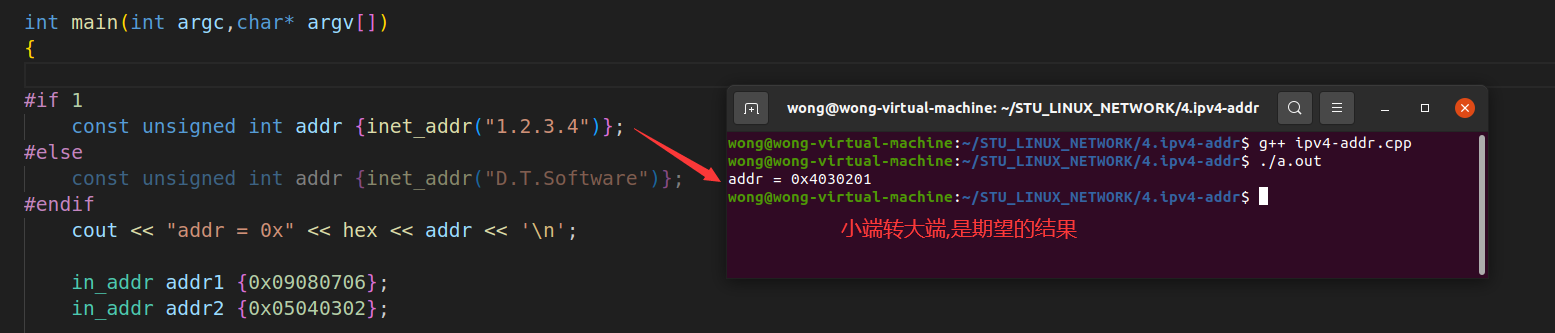 int main(int argc,char* argv[])
{
#if 1
    const unsigned int addr {inet_addr("1.2.3.4")};
#else
    const unsigned int addr {inet_addr("D.T.Software")};
#endif
    cout << "addr = 0x" << hex << addr << '\n';
    in_addr addr1 {0x09080706};
    in_addr addr2 {0x05040302};
wong@wong-virtual-machine: ~/STU_LINUX_NETWORK/4.ipv4-addr
wong@wong-virtual-machine:~/STU_LINUX_NETWORK/4.ipv4-addr$ g++ ipv4-addr.cpp
wong@wong-virtual-machine:~/STU_LINUX_NETWORK/4.ipv4-addr$ ./a.out
addr = 0x4030201
wong@wong-virtual-machine:~/STU_LINUX_NETWORK/4.ipv4-addr$
小端转大端,是期望的结果